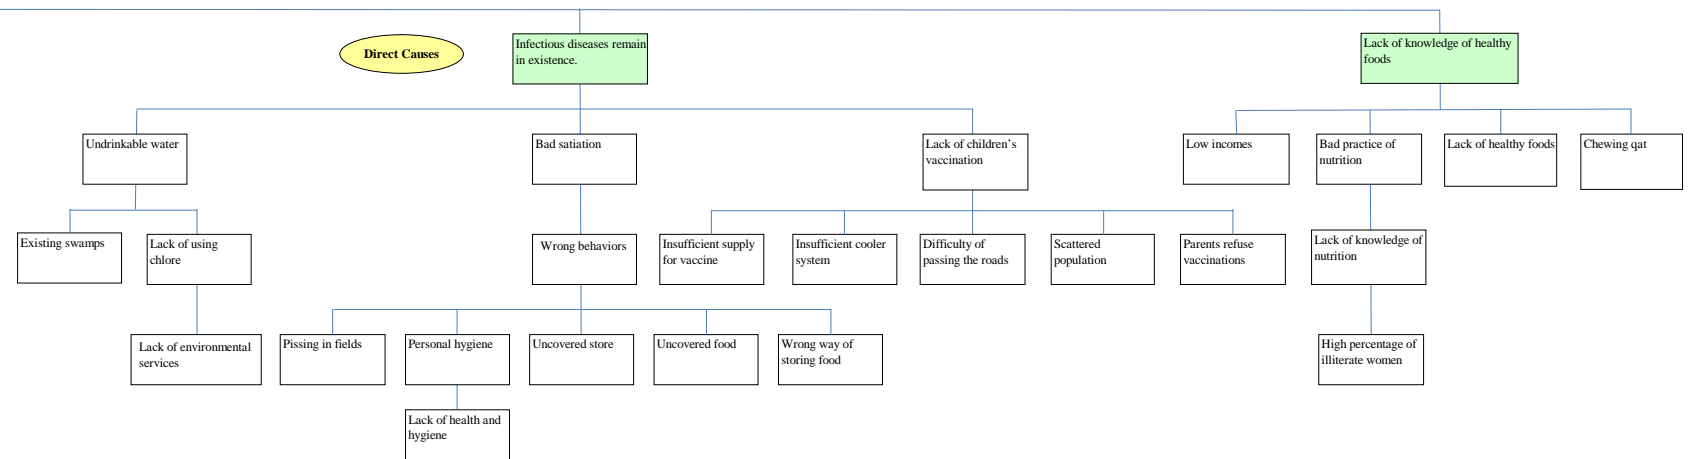 Direct Causes
Infectious diseases remain
in existence.
Lack of knowledge of healthy
foods
Undrinkable water
Bad satiation
Lack of children’s
vaccination
Low incomes
Bad practice of
nutrition
Lack of healthy foods
Chewing qat
Existing swamps
Lack of using
chlore
Wrong behaviors
Insufficient supply
for vaccine
Insufficient cooler
system
Difficulty of
passing the roads
Scattered
population
Parents refuse
vaccinations
Lack of knowledge of
nutrition
Lack of environmental
services
Pissing in fields
Personal hygiene
Uncovered store
Uncovered food
Wrong way of
storing food
High percentage of
illiterate women
Lack of health and
hygiene